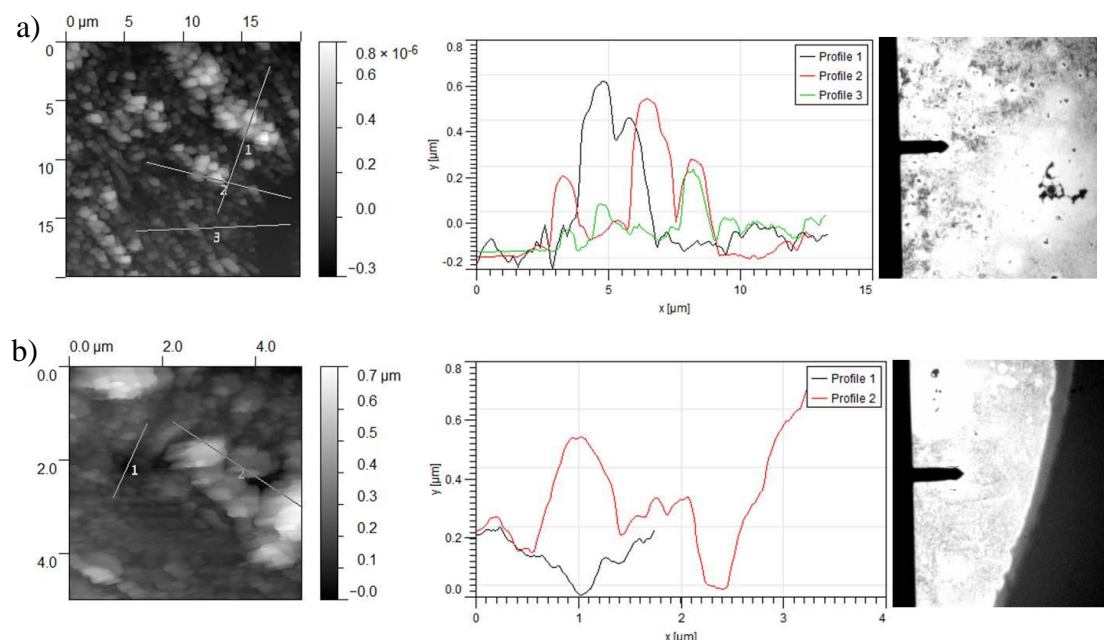 a)
0 µm 5 10 15
0
5
10
15
1
2
3
0.8 × 10⁻⁶
0.6
0.4
0.2
0.0
−0.3
0.8
0.6
0.4
0.2
0.0
-0.2
y [µm]
Profile 1
Profile 2
Profile 3
0 5 10 15
x [µm]
b)
0.0 µm 2.0 4.0
0.0
2.0
4.0
1
2
0.7 µm
0.6
0.5
0.4
0.3
0.2
0.1
−0.0
0.8
0.6
0.4
0.2
0.0
y [µm]
Profile 1
Profile 2
0 1 2 3 4
x [µm]